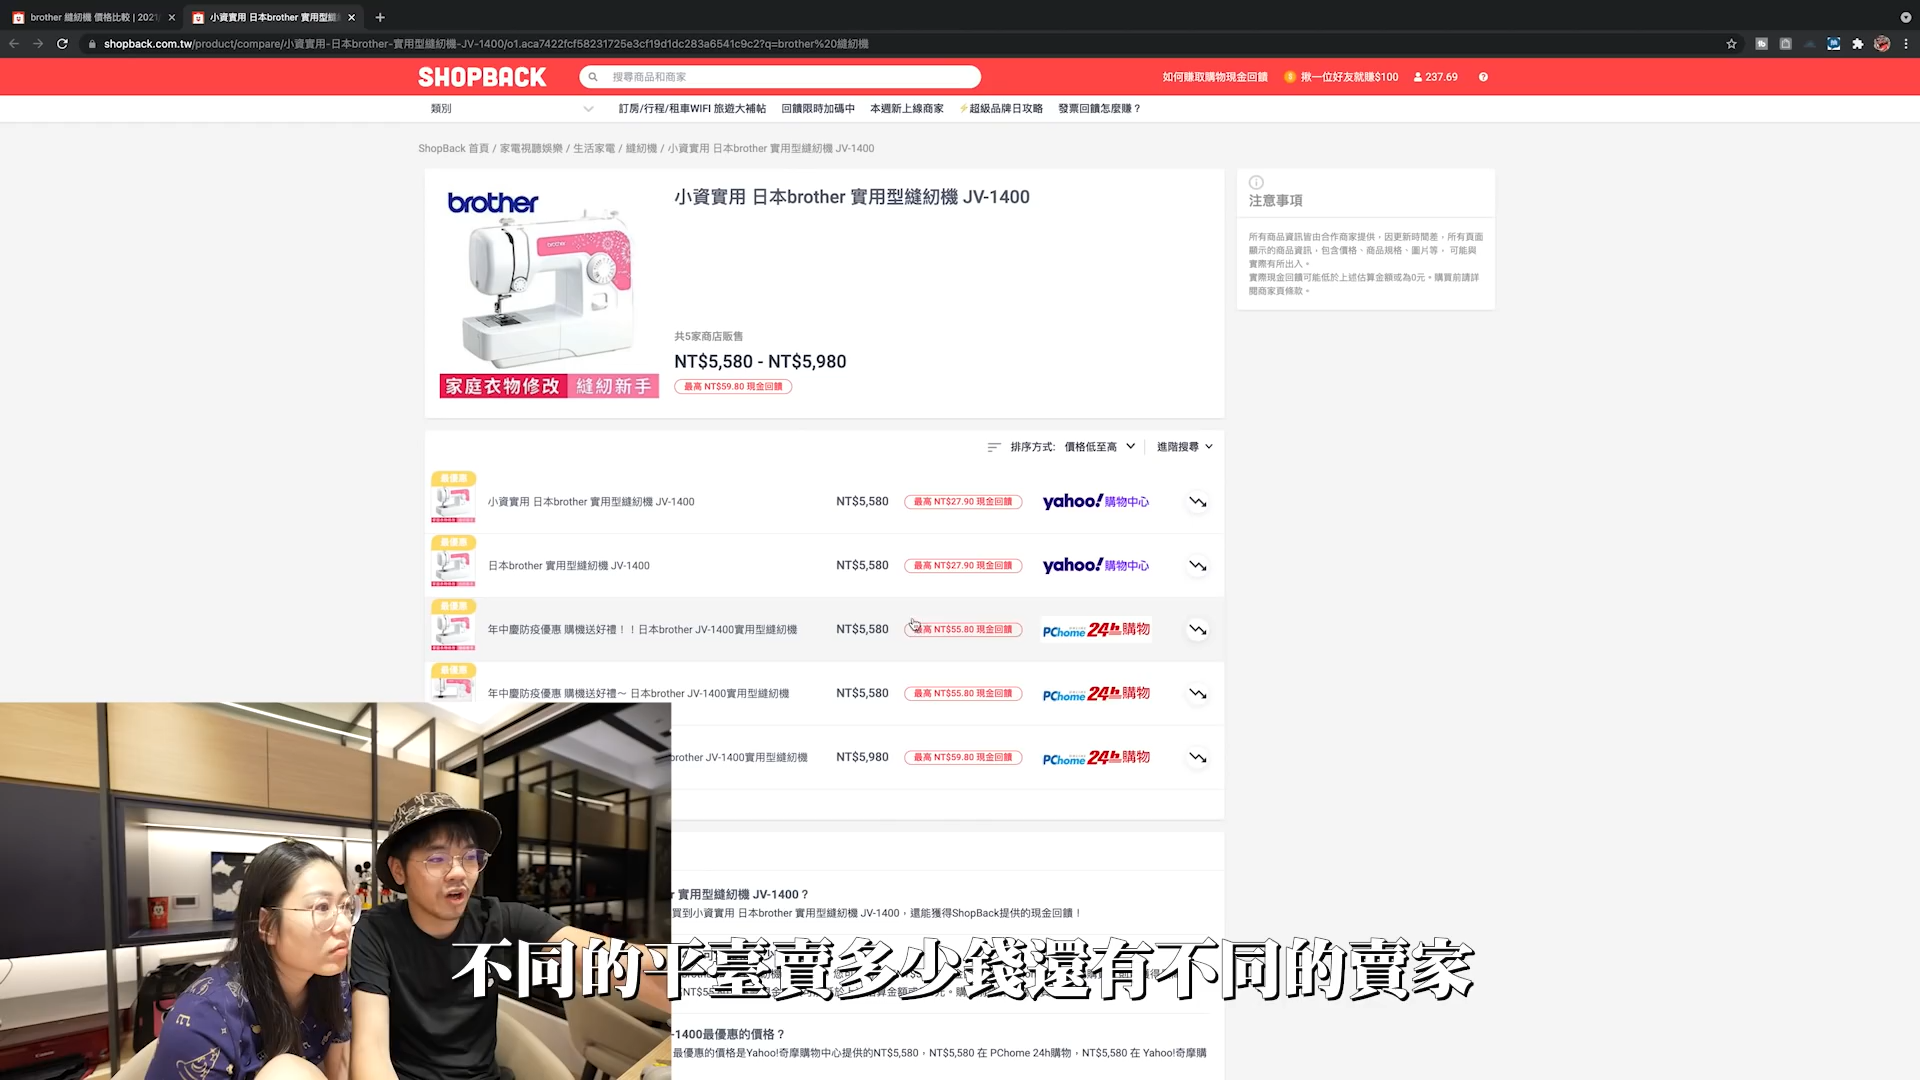 brother 縫紉機 價格比較 | 2021
小資實用 日本brother 實用型縫
shopback.com.tw/product/compare/小資實用-日本brother-實用型縫紉機-JV-1400/o1.aca7422fcf58231725e3cf19d1dc283a6541c9c2?q=brother%20縫紉機
SHOPBACK
搜尋商品和商家
如何賺取購物現金回饋
揪一位好友就賺$100
237.69
類別
訂房/行程/租車WIFI 旅遊大補帖
回饋限時加碼中
本週新上線商家
⚡超級品牌日攻略
發票回饋怎麼賺？
ShopBack 首頁 / 家電視聽娛樂 / 生活家電 / 縫紉機 / 小資實用 日本brother 實用型縫紉機 JV-1400
brother
家庭衣物修改 縫紉新手
小資實用 日本brother 實用型縫紉機 JV-1400
共5家商店販售
NT$5,580 - NT$5,980
最高 NT$59.80 現金回饋
注意事項
所有商品資訊皆由合作商家提供，因更新時間差，所有頁面
顯示的商品資訊，包含價格、商品規格、圖片等， 可能與
實際有所出入。
實際現金回饋可能低於上述估算金額或為0元。購買前請詳
閱商家頁條款。
排序方式: 價格低至高
進階搜尋
最優惠
小資實用 日本brother 實用型縫紉機 JV-1400 NT$5,580 最高 NT$27.90 現金回饋 yahoo!購物中心
最優惠
日本brother 實用型縫紉機 JV-1400 NT$5,580 最高 NT$27.90 現金回饋 yahoo!購物中心
最優惠
年中慶防疫優惠 購機送好禮！！日本brother JV-1400實用型縫紉機 NT$5,580 最高 NT$55.80 現金回饋 PChome 24h購物
最優惠
年中慶防疫優惠 購機送好禮～ 日本brother JV-1400實用型縫紉機 NT$5,580 最高 NT$55.80 現金回饋 PChome 24h購物
brother JV-1400實用型縫紉機 NT$5,980 最高 NT$59.80 現金回饋 PChome 24h購物
實用型縫紉機 JV-1400？
買到小資實用 日本brother 實用型縫紉機 JV-1400，還能獲得ShopBack提供的現金回饋！
不同的平臺賣多少錢還有不同的賣家
-1400最優惠的價格？
最優惠的價格是Yahoo!奇摩購物中心提供的NT$5,580，NT$5,580 在 PChome 24h購物，NT$5,580 在 Yahoo!奇摩購